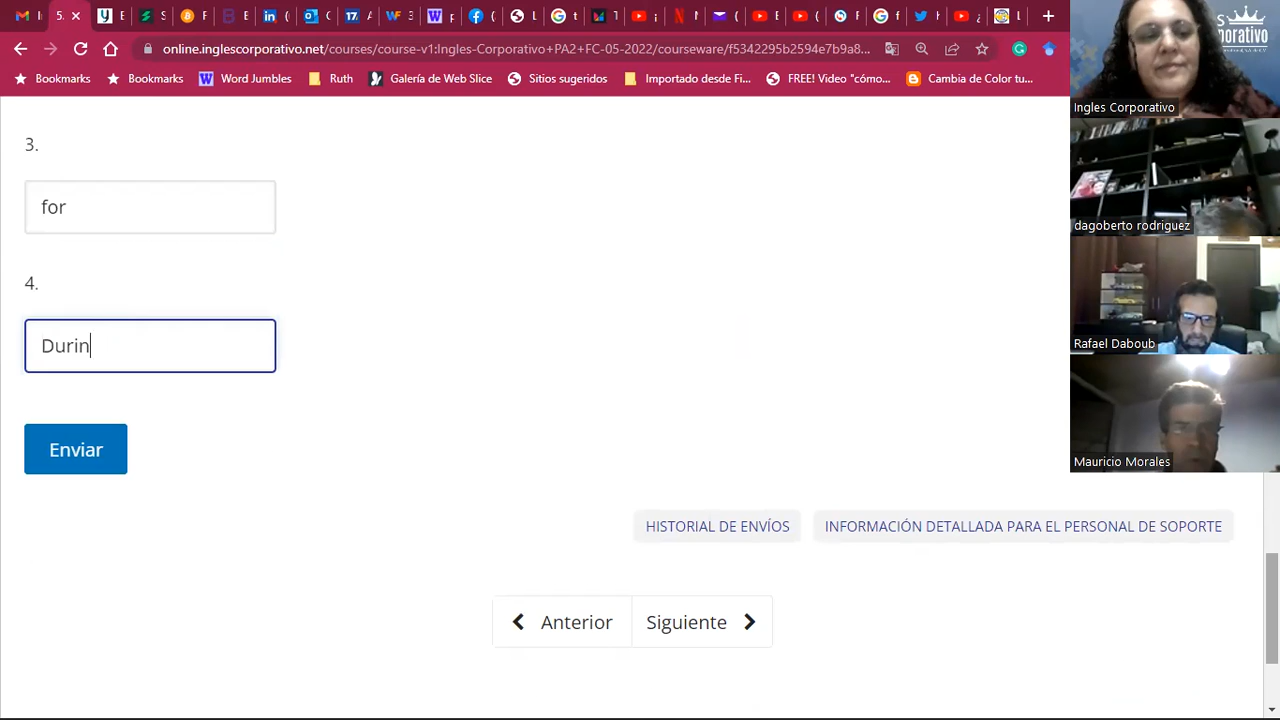 5.
A
T
online.inglescorporativo.net/courses/course-v1:Ingles-Corporativo+PA2+FC-05-2022/courseware/f5342295b2594e7b9a8...
Bookmarks
Bookmarks
Word Jumbles
Ruth
Galería de Web Slice
Sitios sugeridos
Importado desde Fi...
FREE! Video "cómo...
Cambia de Color tu...
3.
for
4.
Durin
Enviar
HISTORIAL DE ENVÍOS
INFORMACIÓN DETALLADA PARA EL PERSONAL DE SOPORTE
Anterior
Siguiente
Ingles Corporativo
dagoberto rodriguez
Rafael Daboub
Mauricio Morales